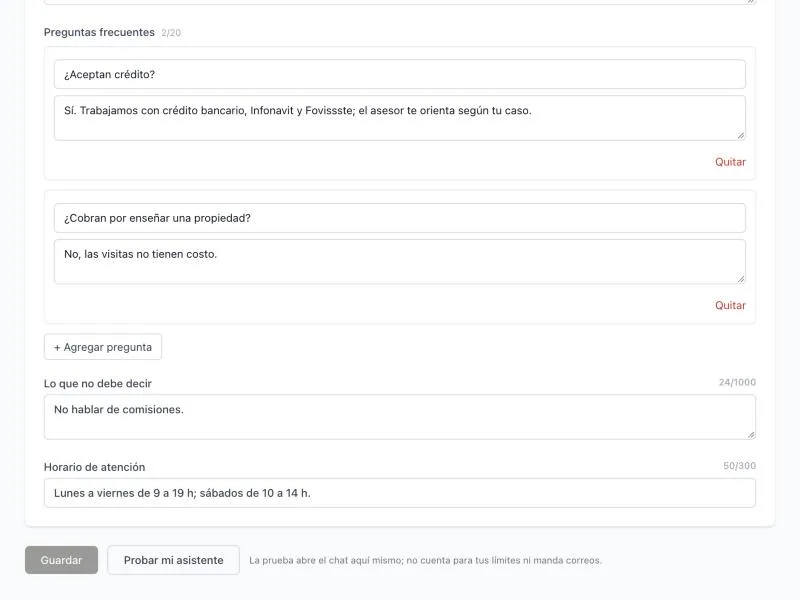 Preguntas frecuentes 2/20
¿Aceptan crédito?
Sí. Trabajamos con crédito bancario, Infonavit y Fovissste; el asesor te orienta según tu caso.
Quitar
¿Cobran por enseñar una propiedad?
No, las visitas no tienen costo.
Quitar
+ Agregar pregunta
Lo que no debe decir 24/1000
No hablar de comisiones.
Horario de atención 50/300
Lunes a viernes de 9 a 19 h; sábados de 10 a 14 h.
Guardar Probar mi asistente La prueba abre el chat aquí mismo; no cuenta para tus límites ni manda correos.